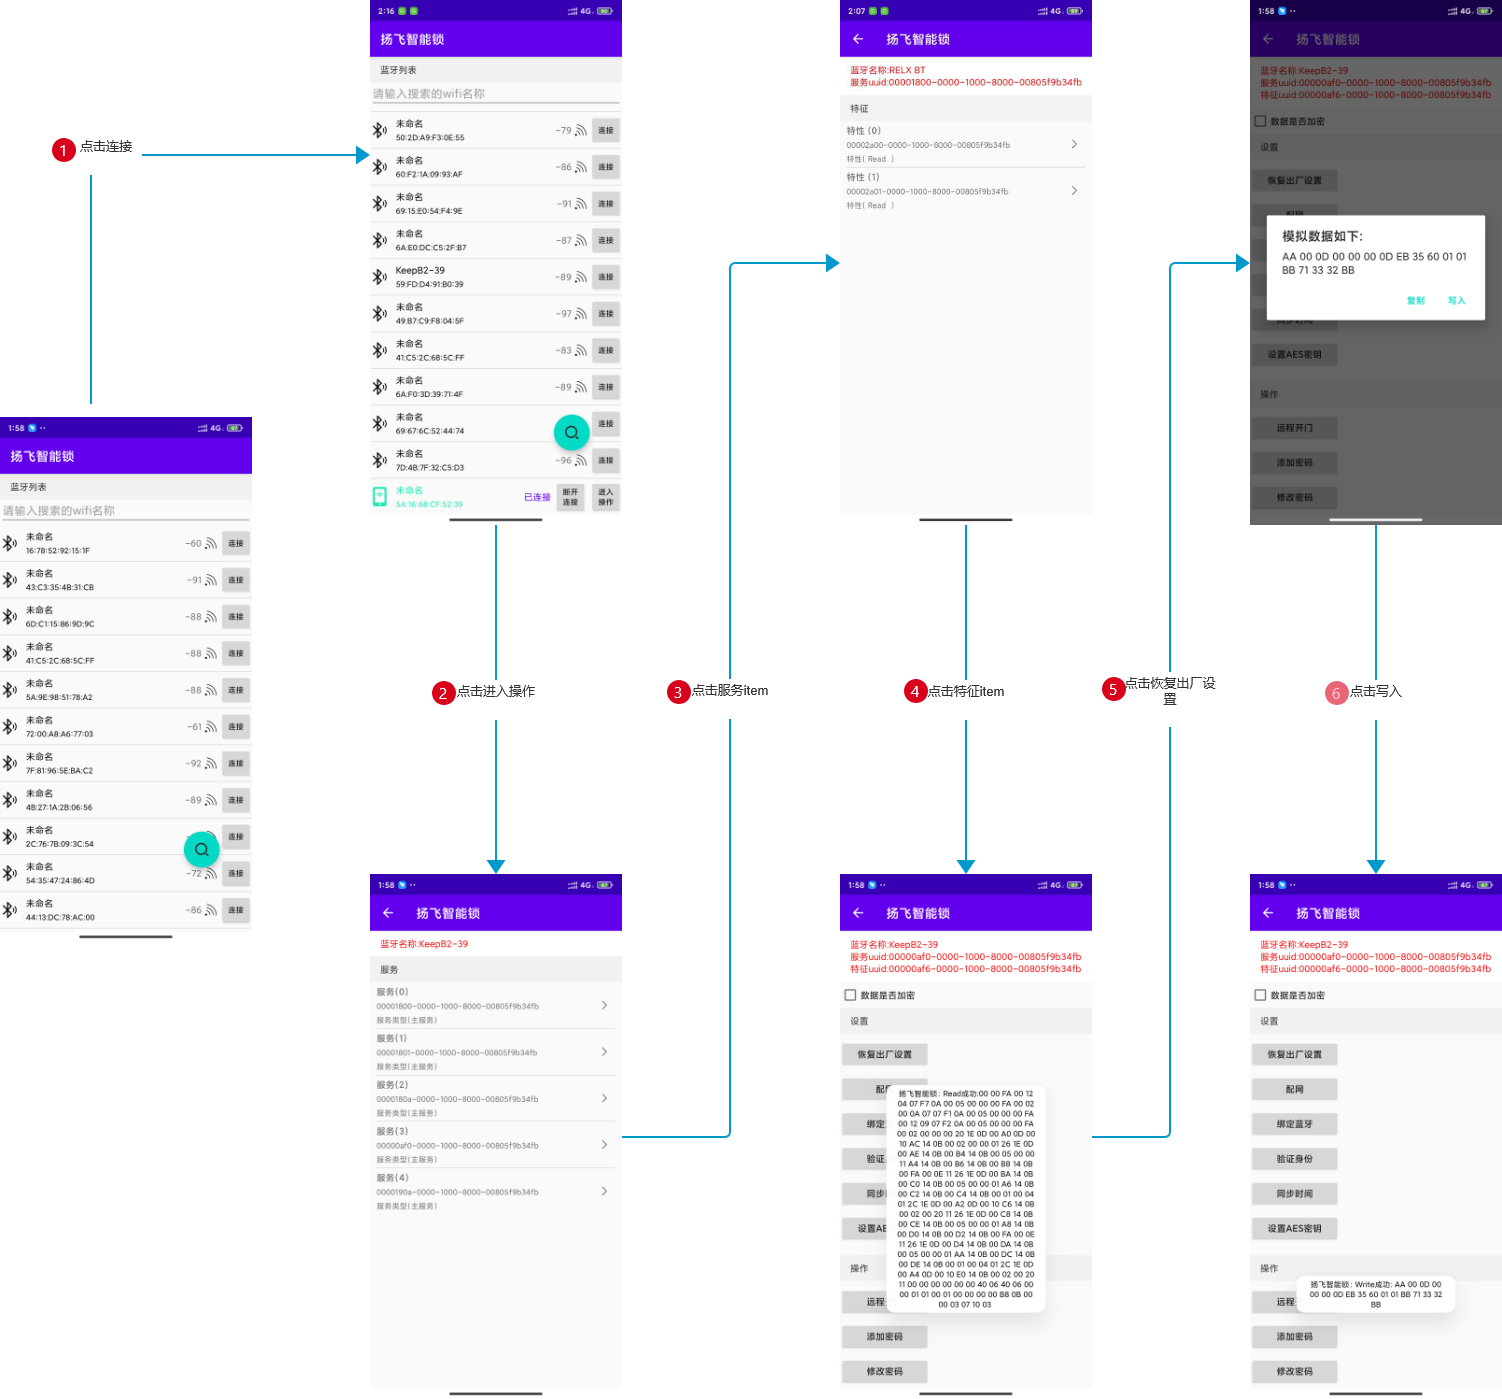 1 点击连接
1:58 4G
扬飞智能锁
蓝牙列表
请输入搜索的wifi名称
未命名
16:78:52:92:15:1F
-60 连接
未命名
43:C3:35:4B:31:CB
-91 连接
未命名
6D:C1:15:86:9D:9C
-88 连接
未命名
41:C5:2C:68:5C:FF
-88 连接
未命名
5A:9E:98:51:78:A2
-88 连接
未命名
72:00:A8:A6:77:03
-61 连接
未命名
7F:81:96:5E:BA:C2
-92 连接
未命名
4B:27:1A:2B:06:56
-89 连接
未命名
2C:76:7B:09:3C:54
连接
未命名
54:35:47:24:86:4D
-72 连接
未命名
44:13:DC:78:AC:00
-86 连接
2:16 4G
扬飞智能锁
蓝牙列表
请输入搜索的wifi名称
未命名
50:2D:A9:F3:0E:55
-79 连接
未命名
60:F2:1A:09:93:AF
-86 连接
未命名
69:15:E0:54:F4:9E
-91 连接
未命名
6A:E0:DC:C5:2F:B7
-87 连接
KeepB2-39
59:FD:D4:91:B0:39
-89 连接
未命名
49:B7:C9:F8:04:5F
-97 连接
未命名
41:C5:2C:68:5C:FF
-83 连接
未命名
6A:F0:3D:39:71:4F
-89 连接
未命名
69:67:6C:52:44:74
连接
未命名
7D:4B:7F:32:C5:D3
-96 连接
未命名
5A:16:68:CF:52:39
已连接
断开
连接
进入
操作
2 点击进入操作
1:58 4G
扬飞智能锁
蓝牙名称:KeepB2-39
服务
服务(0)
00001800-0000-1000-8000-00805f9b34fb
服务类型(主服务)
服务(1)
00001801-0000-1000-8000-00805f9b34fb
服务类型(主服务)
服务(2)
0000180a-0000-1000-8000-00805f9b34fb
服务类型(主服务)
服务(3)
00000af0-0000-1000-8000-00805f9b34fb
服务类型(主服务)
服务(4)
0000190a-0000-1000-8000-00805f9b34fb
服务类型(主服务)
3 点击服务item
2:07 4G
扬飞智能锁
蓝牙名称:RELX BT
服务uuid:00001800-0000-1000-8000-00805f9b34fb
特征
特性 (0)
00002a00-0000-1000-8000-00805f9b34fb
特性( Read )
特性 (1)
00002a01-0000-1000-8000-00805f9b34fb
特性( Read )
4 点击特征item
1:58 4G
扬飞智能锁
蓝牙名称:KeepB2-39
服务uuid:00000af0-0000-1000-8000-00805f9b34fb
特征uuid:00000af6-0000-1000-8000-00805f9b34fb
数据是否加密
设置
恢复出厂设置
配
绑定
验证
同步
设置AE
操作
远程
添加密码
修改密码
扬飞智能锁: Read成功:00 00 FA 00 12
04 07 F7 0A 00 05 00 00 00 FA 00 02
00 0A 07 07 F1 0A 00 05 00 00 00 FA
00 12 09 07 F2 0A 00 05 00 00 00 FA
00 02 00 00 00 20 1E 0D 00 A0 0D 00
10 AC 14 0B 00 02 00 00 01 26 1E 0D
00 AE 14 0B 00 B4 14 0B 00 05 00 00
11 A4 14 0B 00 B6 14 0B 00 B8 14 0B
00 FA 00 0E 11 26 1E 0D 00 BA 14 0B
00 C0 14 0B 00 05 00 00 01 A6 14 0B
00 C2 14 0B 00 C4 14 0B 00 01 00 04
01 2C 1E 0D 00 A2 0D 00 10 C6 14 0B
00 02 00 20 11 26 1E 0D 00 C8 14 0B
00 CE 14 0B 00 05 00 00 01 A8 14 0B
00 D0 14 0B 00 D2 14 0B 00 FA 00 0E
11 26 1E 0D 00 D4 14 0B 00 DA 14 0B
00 05 00 00 01 AA 14 0B 00 DC 14 0B
00 DE 14 0B 00 01 00 04 01 2C 1E 0D
00 A4 0D 00 10 E0 14 0B 00 02 00 20
11 00 00 00 00 00 00 40 06 40 06 00
00 01 01 00 01 00 00 00 00 B8 0B 00
00 03 07 10 03
5 点击恢复出厂设
置
1:58 4G
扬飞智能锁
蓝牙名称:KeepB2-39
服务uuid:00000af0-0000-1000-8000-00805f9b34fb
特征uuid:00000af6-0000-1000-8000-00805f9b34fb
数据是否加密
设置
恢复出厂设置
模拟数据如下:
AA 00 0D 00 00 00 0D EB 35 60 01 01
BB 71 33 32 BB
复制 写入
设置AES密钥
操作
远程开门
添加密码
修改密码
6 点击写入
1:58 4G
扬飞智能锁
蓝牙名称:KeepB2-39
服务uuid:00000af0-0000-1000-8000-00805f9b34fb
特征uuid:00000af6-0000-1000-8000-00805f9b34fb
数据是否加密
设置
恢复出厂设置
配网
绑定蓝牙
验证身份
同步时间
设置AES密钥
操作
远程
扬飞智能锁: Write成功: AA 00 0D 00
00 00 0D EB 35 60 01 01 BB 71 33 32
BB
添加密码
修改密码